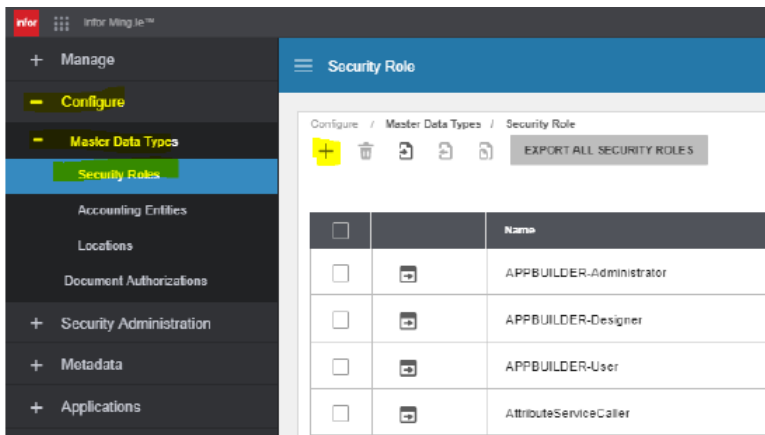 infor Infor Ming.le™
+ Manage
Security Role
− Configure
Configure / Master Data Types / Security Role
− Master Data Types
EXPORT ALL SECURITY ROLES
Security Roles
Accounting Entities
Name
Locations
APPBUILDER-Administrator
Document Authorizations
+ Security Administration
APPBUILDER-Designer
+ Metadata
APPBUILDER-User
+ Applications
AttributeServiceCaller